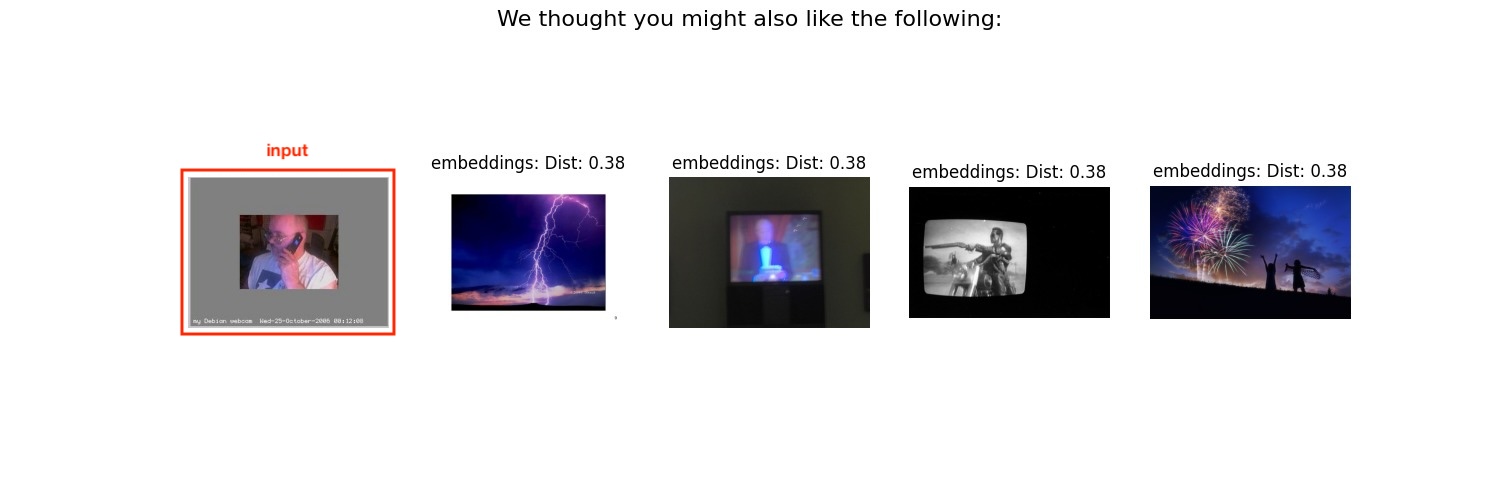 We thought you might also like the following:
input
embeddings: Dist: 0.38
embeddings: Dist: 0.38
embeddings: Dist: 0.38
embeddings: Dist: 0.38
my Debian webcam Wed-25-October-2006 00:12:08